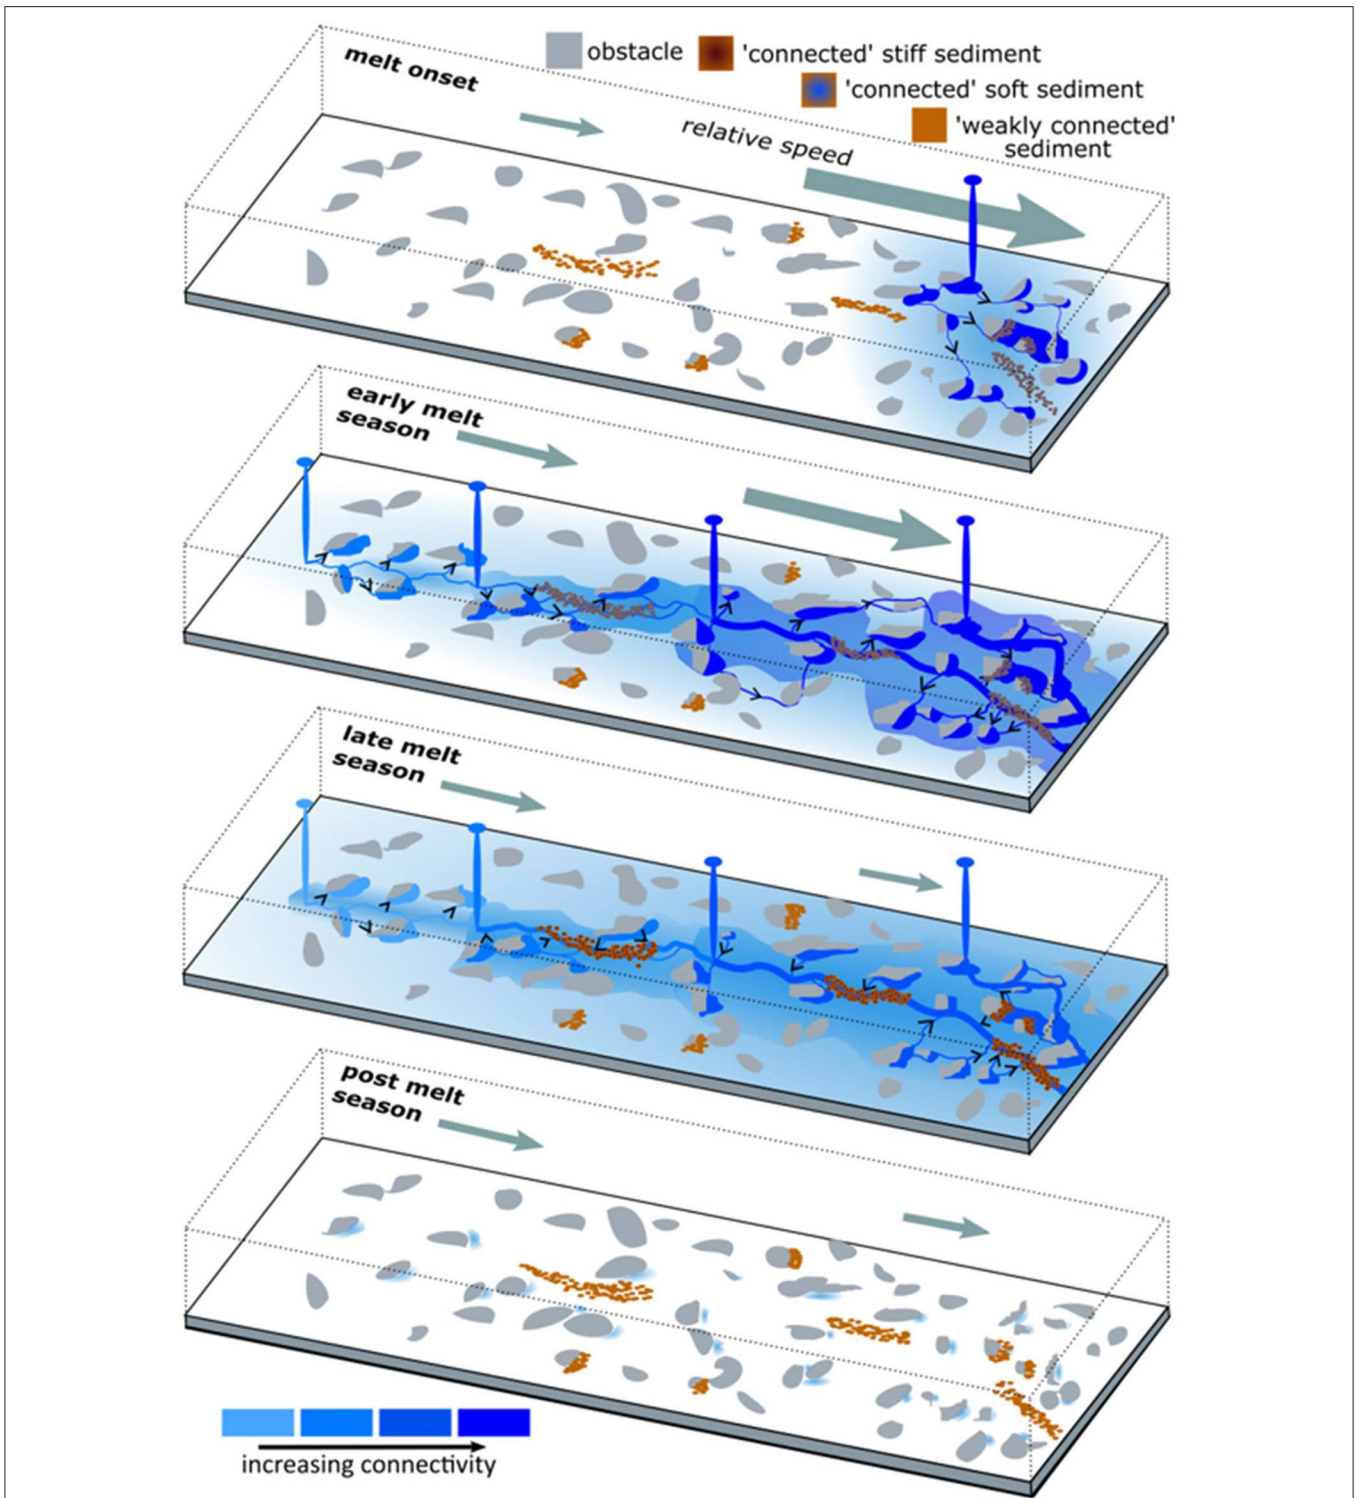 obstacle
'connected' stiff sediment
'connected' soft sediment
'weakly connected'
sediment
melt onset
relative speed
early melt
season
late melt
season
post melt
season
increasing connectivity